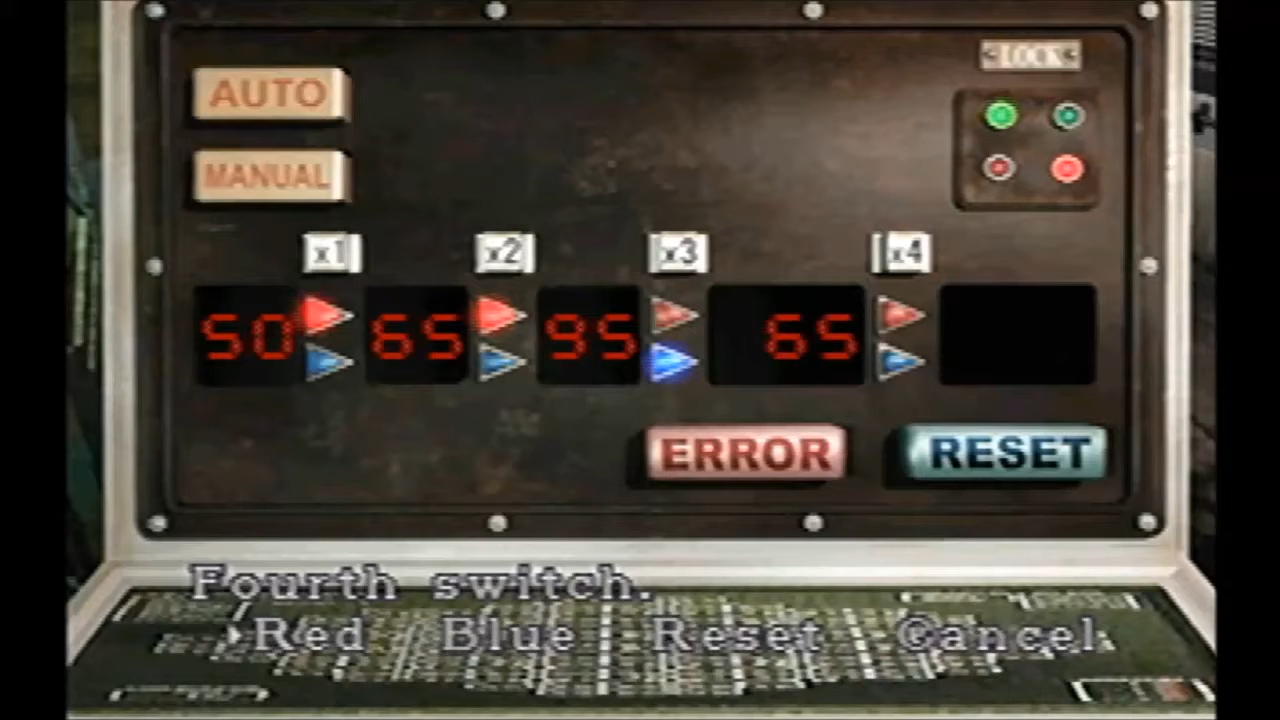 LOCK
AUTO
MANUAL
x1 x2 x3 x4
50 65 95 65
ERROR RESET
Fourth switch.
Red Blue Reset Cancel